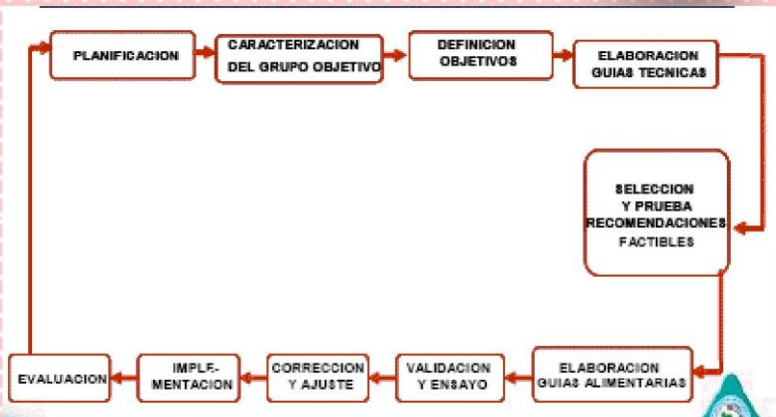 PLANIFICACION
CARACTERIZACION
DEL GRUPO OBJETIVO
DEFINICION
OBJETIVOS
ELABORACION
GUIAS TECNICAS
SELECCION
Y PRUEBA
RECOMENDACIONES
FACTIBLES
ELABORACION
GUIAS ALIMENTARIAS
VALIDACION
Y ENSAYO
CORRECCION
Y AJUSTE
IMPLE-
MENTACION
EVALUACION